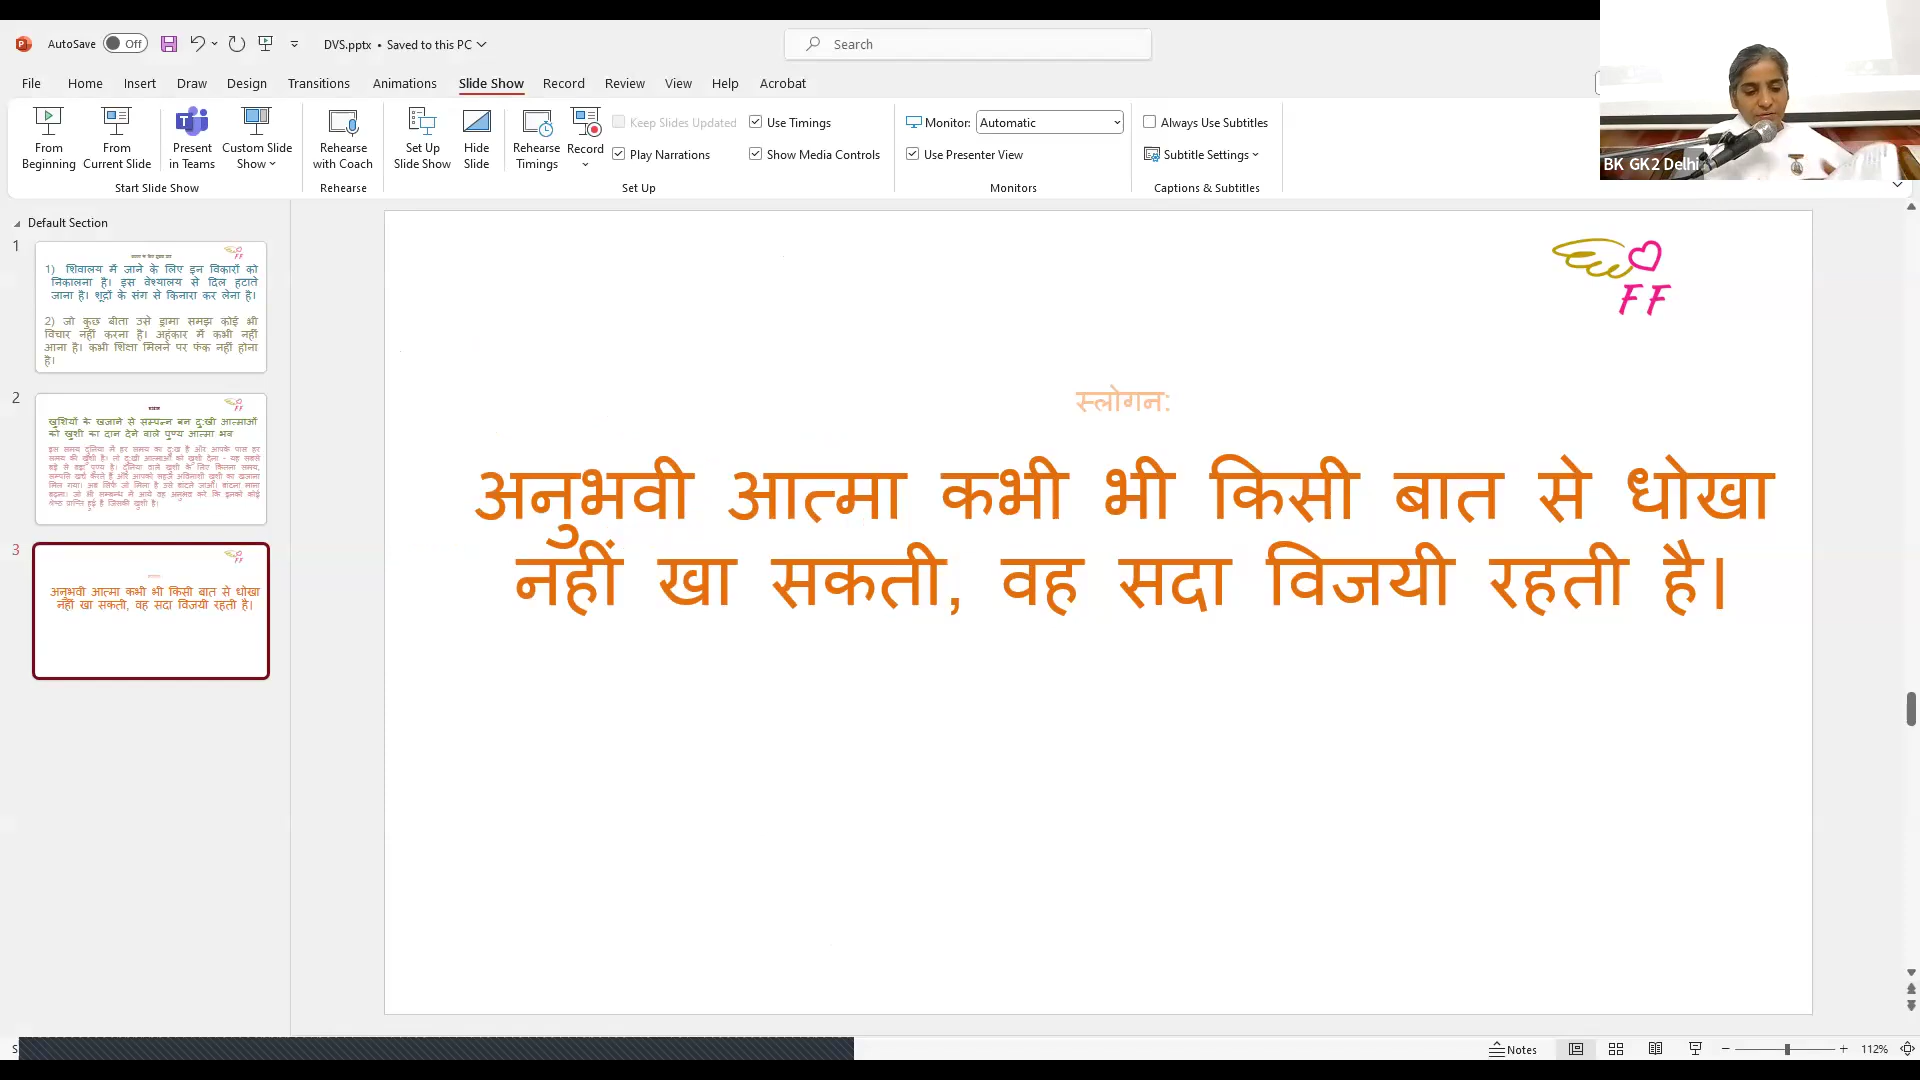 AutoSave Off DVS.pptx • Saved to this PC Search
File Home Insert Draw Design Transitions Animations Slide Show Record Review View Help Acrobat
From Beginning
From Current Slide
Present in Teams
Custom Slide Show
Start Slide Show
Rehearse with Coach
Rehearse
Set Up Slide Show
Hide Slide
Rehearse Timings
Record
Keep Slides Updated
Use Timings
Play Narrations
Show Media Controls
Set Up
Monitor: Automatic
Use Presenter View
Monitors
Always Use Subtitles
Subtitle Settings
Captions & Subtitles
BK GK2 Delhi
Default Section
1
FF
1) शिवालय में जाने के लिए इन विकारों को
निकालना है। इस वेश्यालय से दिल हटाते
जाना है। शूद्रों के संग से किनारा कर लेना है।
2) जो कुछ बीता उसे ड्रामा समझ कोई भी
विचार नहीं करना है। अहंकार में कभी नहीं
आना है। कभी शिक्षा मिलने पर फंक नहीं होना
है।
2
FF
खुशियों के खजाने से सम्पन्न बन दु:खी आत्माओं
को खुशी का दान देने वाले पुण्य आत्मा भव
3
FF
अनुभवी आत्मा कभी भी किसी बात से धोखा
नहीं खा सकती, वह सदा विजयी रहती है।
FF
स्लोगन:
अनुभवी आत्मा कभी भी किसी बात से धोखा
नहीं खा सकती, वह सदा विजयी रहती है।
S
Notes 112%